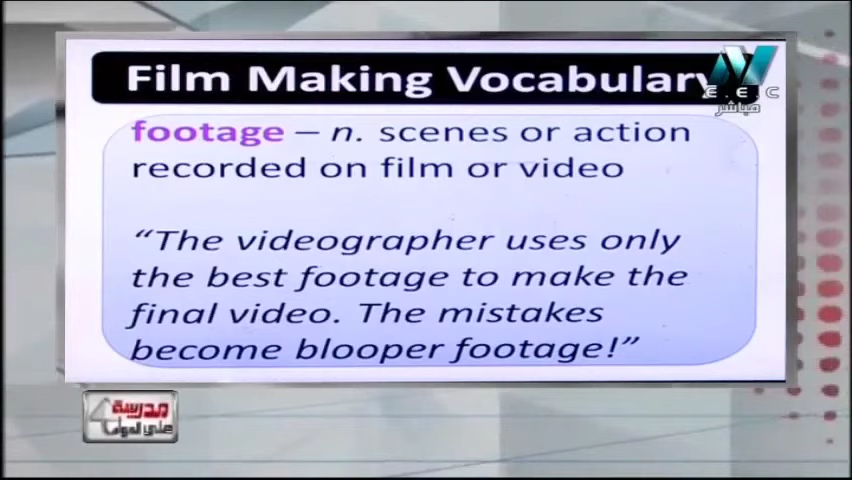 Film Making Vocabulary
E.E.C
مباشر
footage – n. scenes or action
recorded on film or video
“The videographer uses only
the best footage to make the
final video. The mistakes
become blooper footage!”
مدرسة
على الهواء